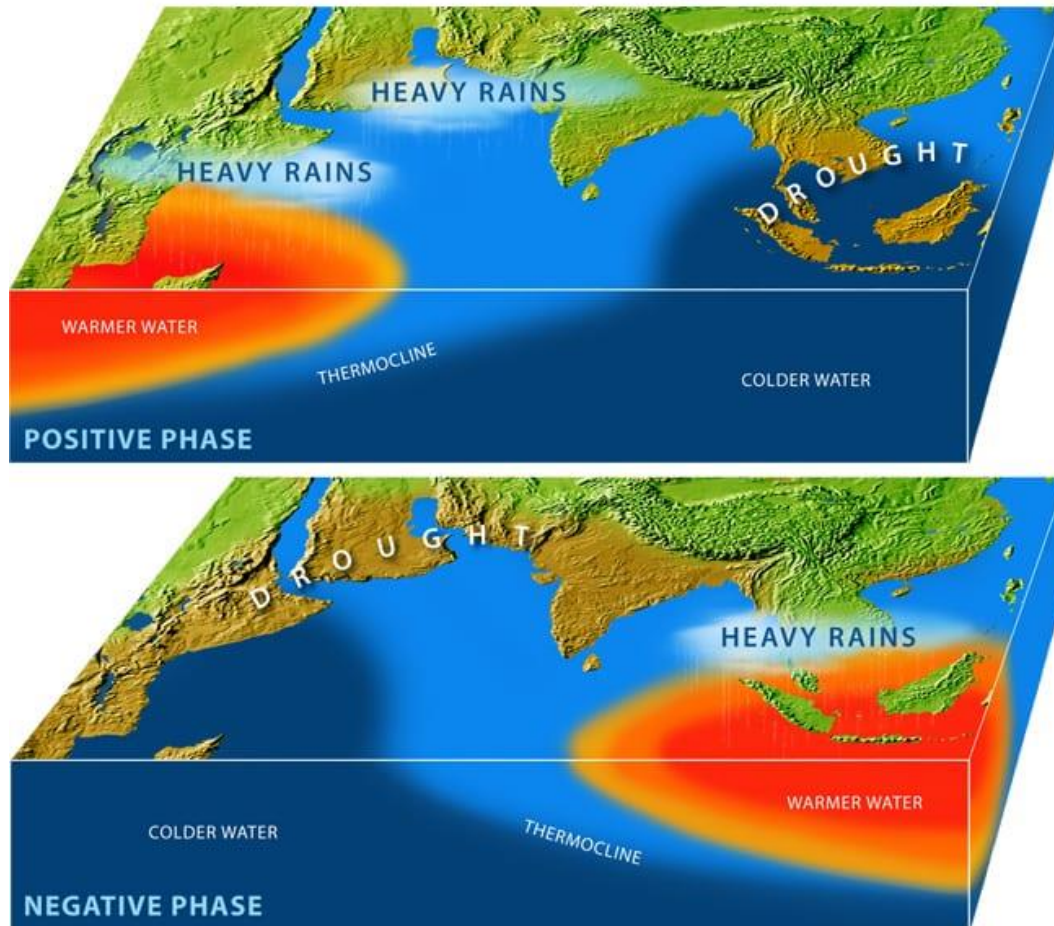 HEAVY RAINS
HEAVY RAINS
DROUGHT
WARMER WATER
THERMOCLINE
COLDER WATER
POSITIVE PHASE
DROUGHT
HEAVY RAINS
WARMER WATER
COLDER WATER
THERMOCLINE
NEGATIVE PHASE